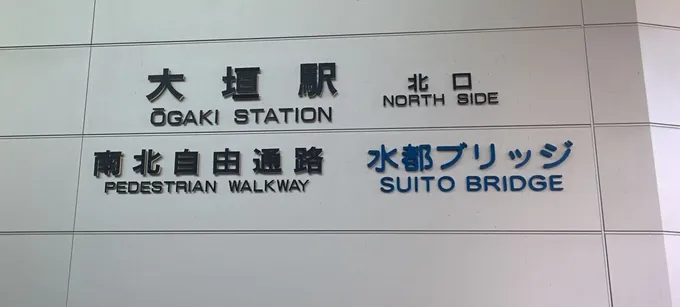 大垣駅 北口
ŌGAKI STATION NORTH SIDE
南北自由通路 水都ブリッジ
PEDESTRIAN WALKWAY SUITO BRIDGE